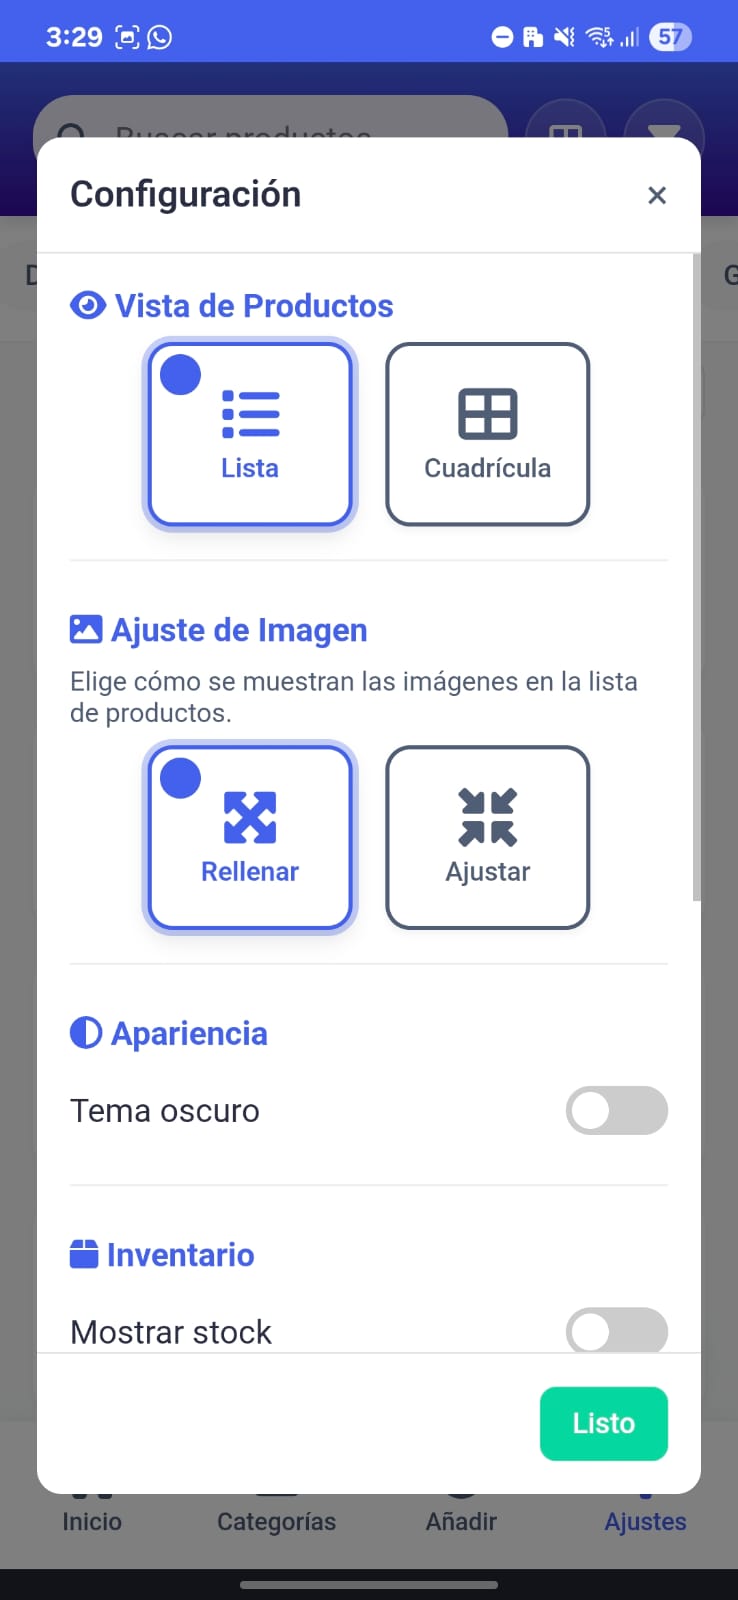 3:29
57
Buscar productos
Configuración
Vista de Productos
Lista
Cuadrícula
Ajuste de Imagen
Elige cómo se muestran las imágenes en la lista
de productos.
Rellenar
Ajustar
Apariencia
Tema oscuro
Inventario
Mostrar stock
Listo
Inicio
Categorías
Añadir
Ajustes